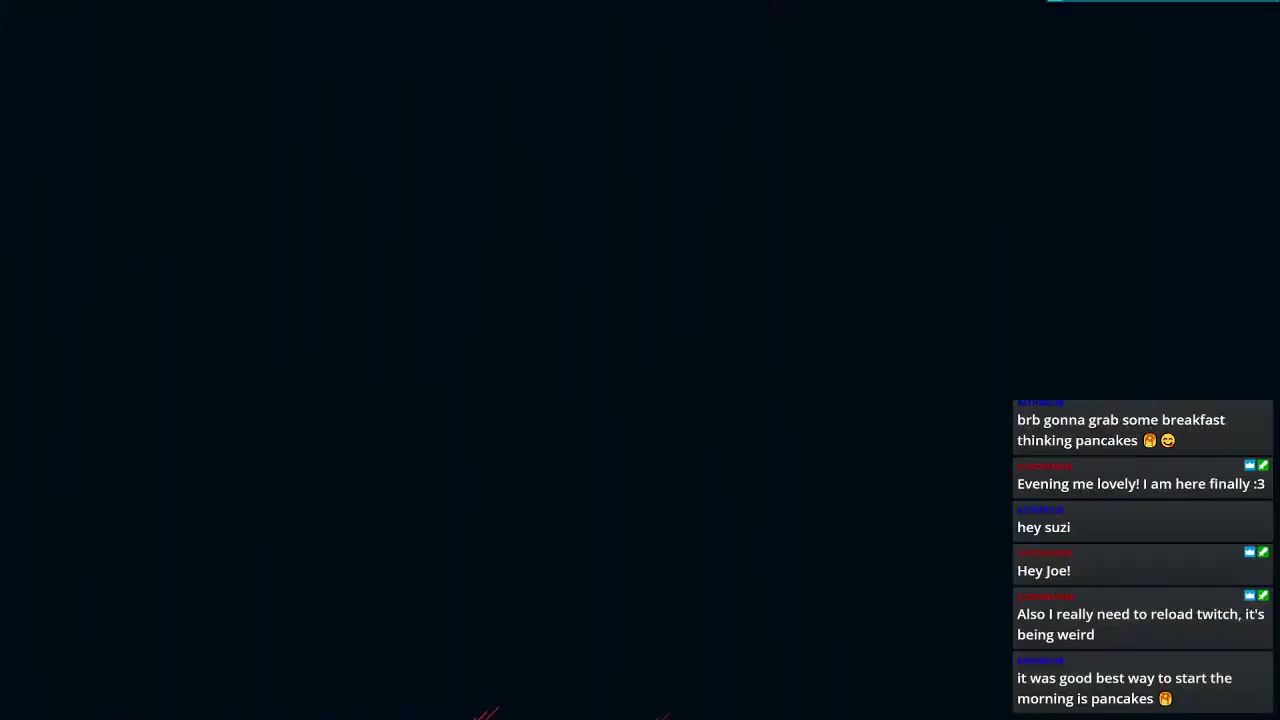 brb gonna grab some breakfast
thinking pancakes 🥞 😋
Evening me lovely! I am here finally :3
hey suzi
Hey Joe!
Also I really need to reload twitch, it's
being weird
it was good best way to start the
morning is pancakes 🥞